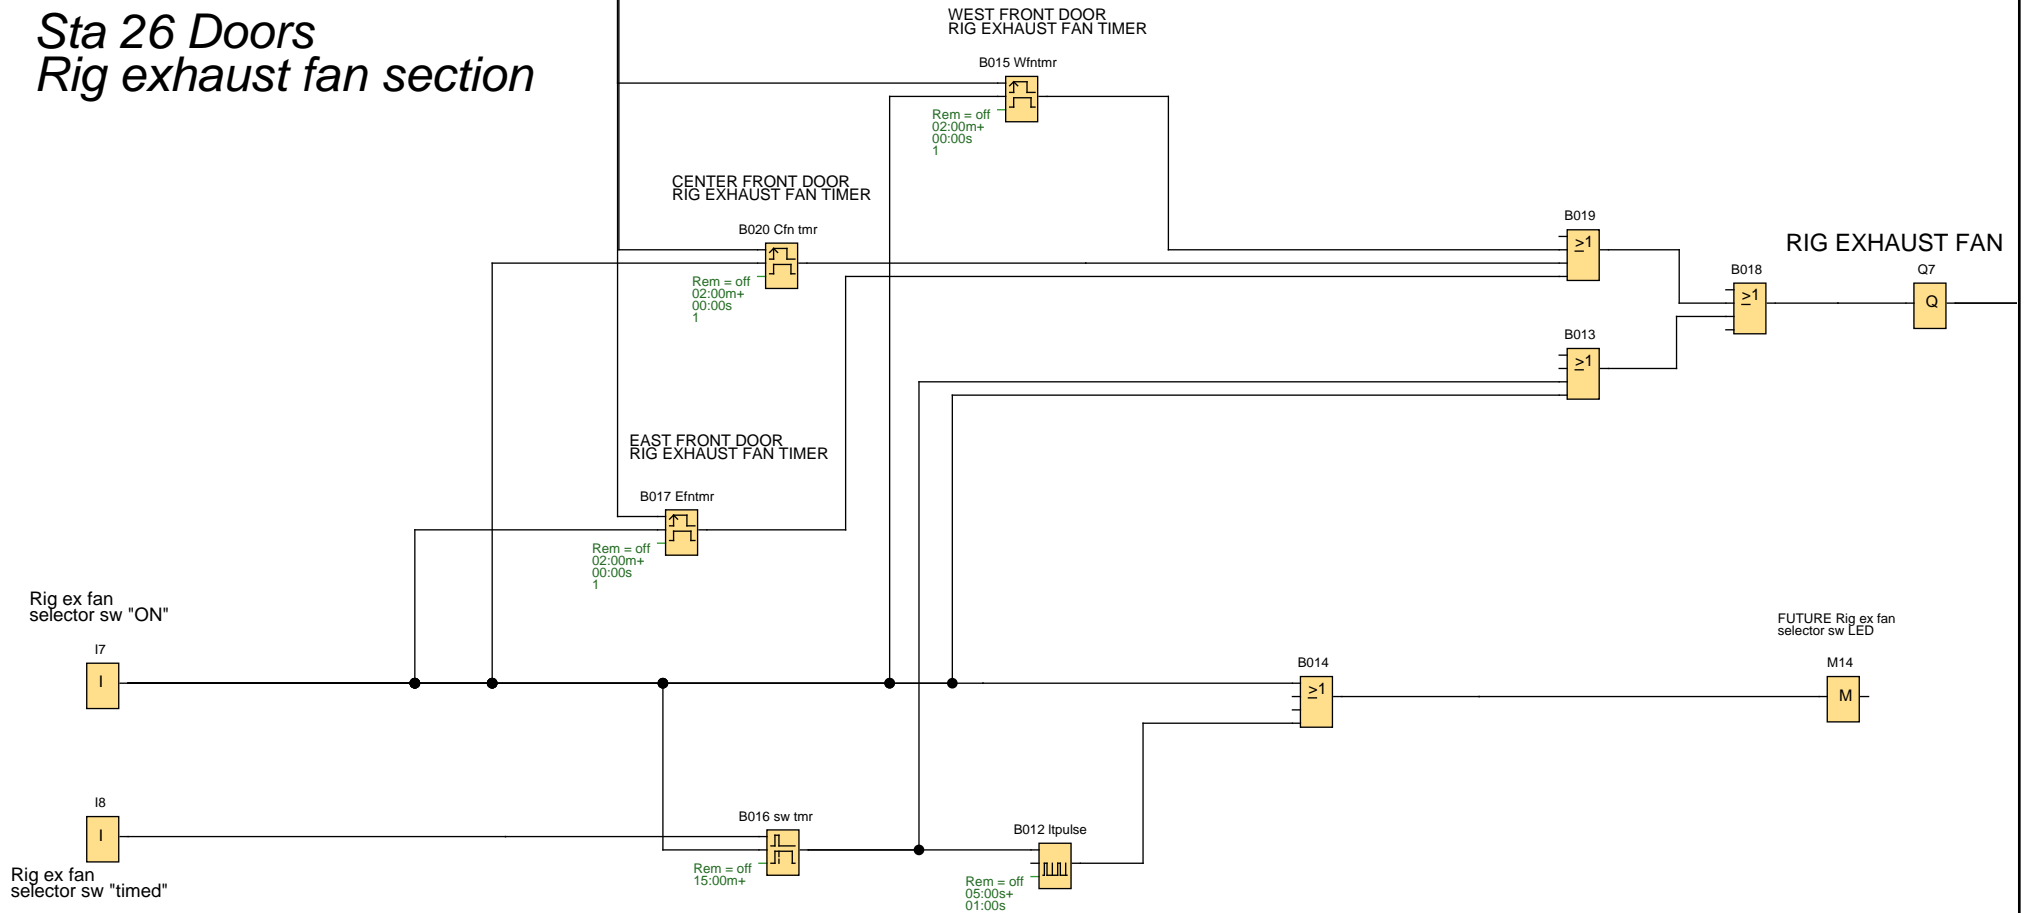 Sta 26 Doors
Rig exhaust fan section
WEST FRONT DOOR
RIG EXHAUST FAN TIMER
B015 Wfntmr
Rem = off
02:00m+
00:00s
1
CENTER FRONT DOOR
RIG EXHAUST FAN TIMER
B020 Cfn tmr
Rem = off
02:00m+
00:00s
1
B019
≥1
RIG EXHAUST FAN
B018
≥1
Q7
Q
B013
≥1
EAST FRONT DOOR
RIG EXHAUST FAN TIMER
B017 Efntmr
Rem = off
02:00m+
00:00s
1
Rig ex fan
selector sw "ON"
I7
I
FUTURE Rig ex fan
selector sw LED
B014
≥1
M14
M
I8
I
Rig ex fan
selector sw "timed"
B016 sw tmr
Rem = off
15:00m+
B012 ltpulse
Rem = off
05:00s+
01:00s